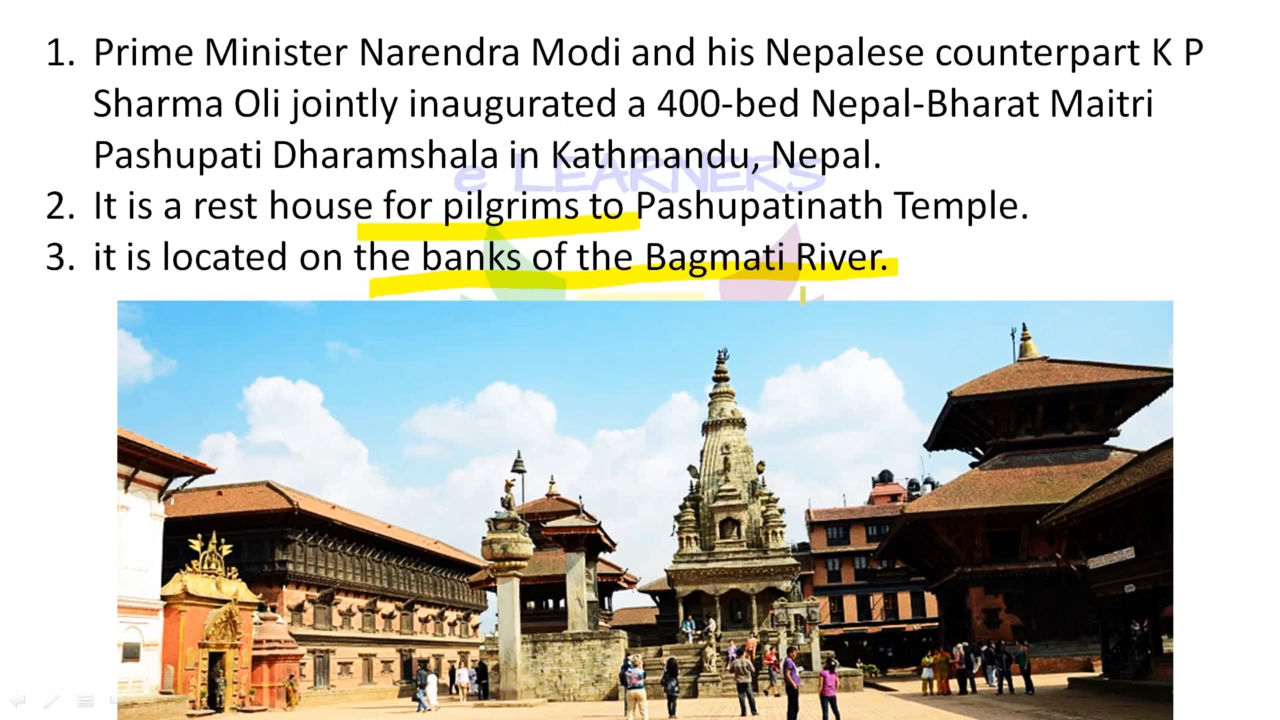 1. Prime Minister Narendra Modi and his Nepalese counterpart K P
Sharma Oli jointly inaugurated a 400-bed Nepal-Bharat Maitri
Pashupati Dharamshala in Kathmandu, Nepal.
e LEARNERS
2. It is a rest house for pilgrims to Pashupatinath Temple.
3. it is located on the banks of the Bagmati River.